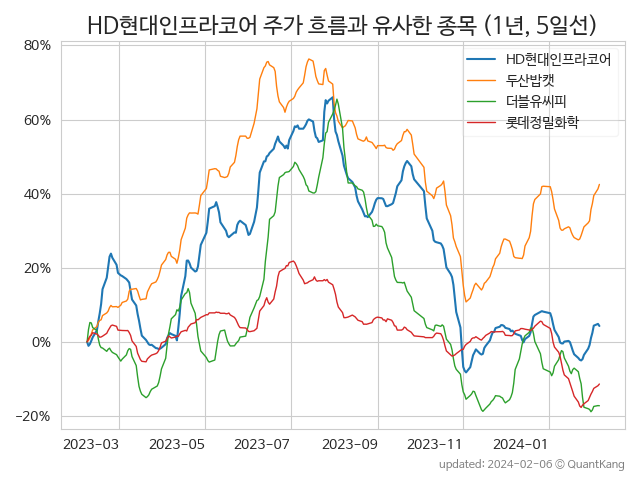 HD현대인프라코어 주가 흐름과 유사한 종목 (1년, 5일선)
80%
60%
40%
20%
0%
−20%
HD현대인프라코어
두산밥캣
더블유씨피
롯데정밀화학
2023-03 2023-05 2023-07 2023-09 2023-11 2024-01
updated: 2024-02-06 © QuantKang